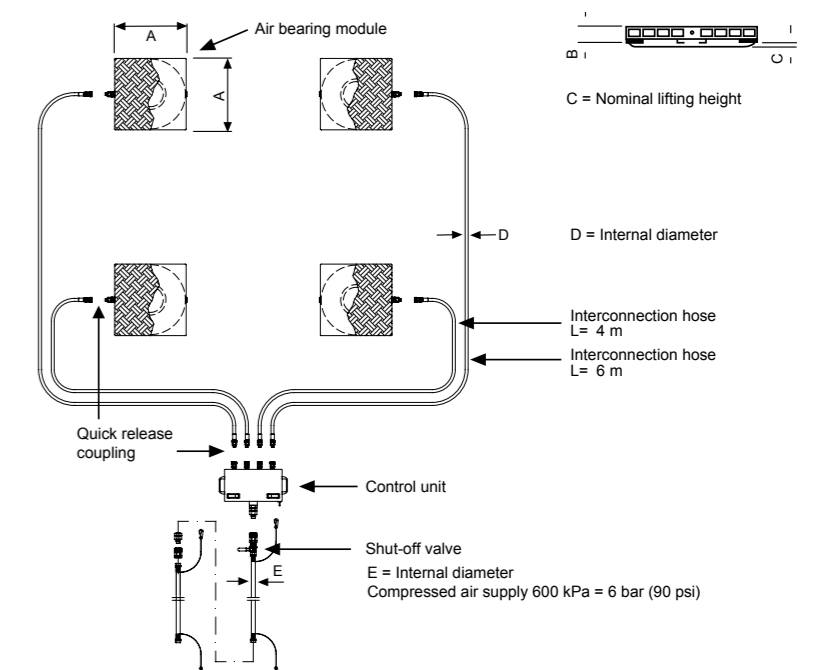 A
Air bearing module
A
B
C
C = Nominal lifting height
D
D = Internal diameter
Interconnection hose
L= 4 m
Interconnection hose
L= 6 m
Quick release
coupling
Control unit
Shut-off valve
E
E = Internal diameter
Compressed air supply 600 kPa = 6 bar (90 psi)